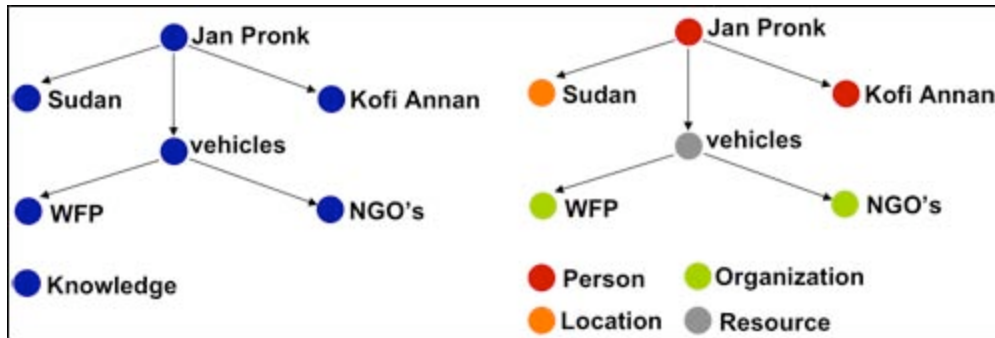 Jan Pronk
Sudan
Kofi Annan
vehicles
WFP
NGO's
Knowledge
Jan Pronk
Sudan
Kofi Annan
vehicles
WFP
NGO's
Person
Organization
Location
Resource